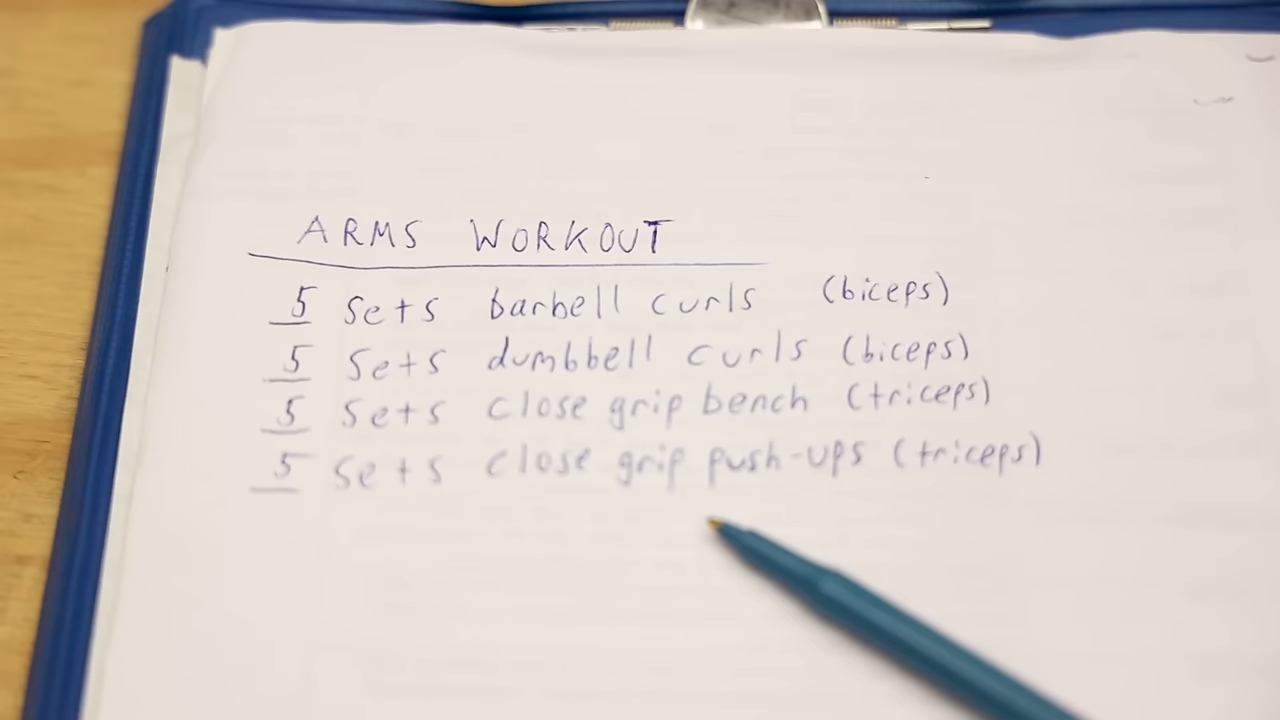 ARMS WORKOUT
5 sets barbell curls (biceps)
5 sets dumbbell curls (biceps)
5 sets close grip bench (triceps)
5 sets close grip push-ups (triceps)